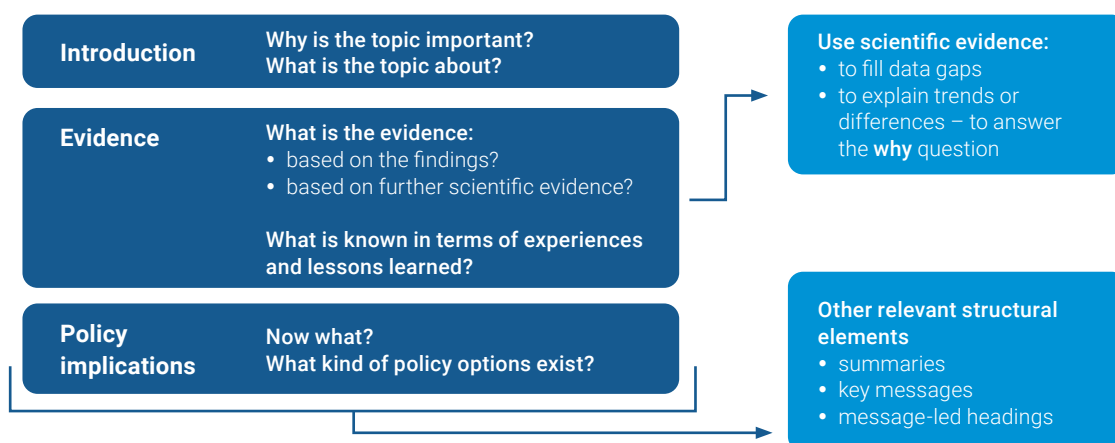 Introduction
Why is the topic important?
What is the topic about?
Evidence
What is the evidence:
• based on the findings?
• based on further scientific evidence?
What is known in terms of experiences
and lessons learned?
Policy
implications
Now what?
What kind of policy options exist?
Use scientific evidence:
• to fill data gaps
• to explain trends or
differences – to answer
the why question
Other relevant structural
elements
• summaries
• key messages
• message-led headings